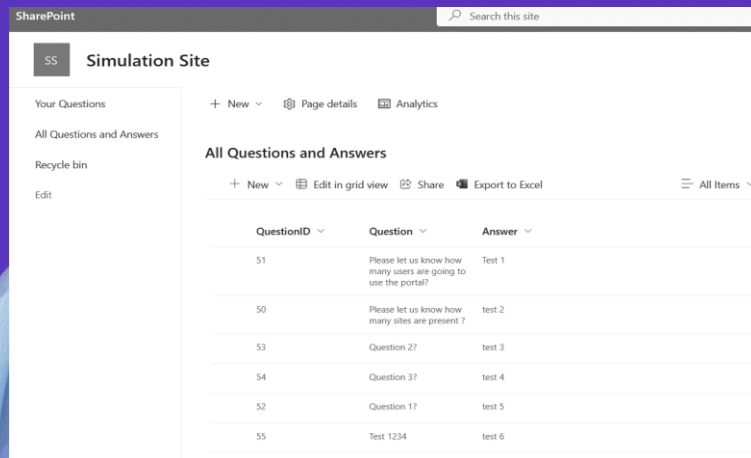 SharePoint
Search this site
SS
Simulation Site
Your Questions
All Questions and Answers
Recycle bin
Edit
New
Page details
Analytics
All Questions and Answers
New
Edit in grid view
Share
Export to Excel
All Items
QuestionID
Question
Answer
51
Please let us know how
many users are going to
use the portal?
Test 1
50
Please let us know how
many sites are present ?
test 2
53
Question 2?
test 3
54
Question 3?
test 4
52
Question 1?
test 5
55
Test 1234
test 6